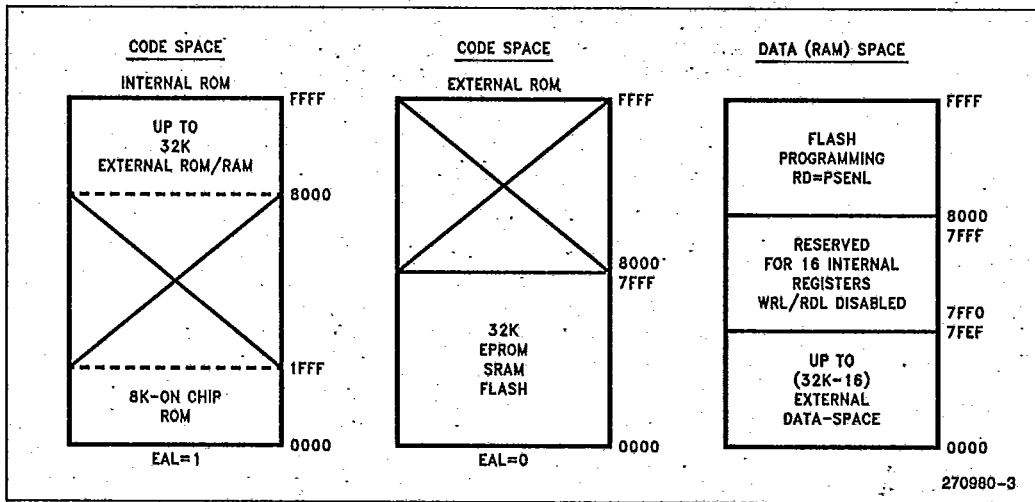 CODE SPACE
INTERNAL ROM
FFFF
UP TO
32K
EXTERNAL ROM/RAM
8000
1FFF
8K-ON CHIP
ROM
0000
EAL=1
CODE SPACE
EXTERNAL ROM
FFFF
8000
7FFF
32K
EPROM
SRAM
FLASH
0000
EAL=0
DATA (RAM) SPACE
FFFF
FLASH
PROGRAMMING
RD=PSENL
8000
7FFF
RESERVED
FOR 16 INTERNAL
REGISTERS
WRL/RDL DISABLED
7FF0
7FEF
UP TO
(32K-16)
EXTERNAL
DATA-SPACE
0000
270980-3